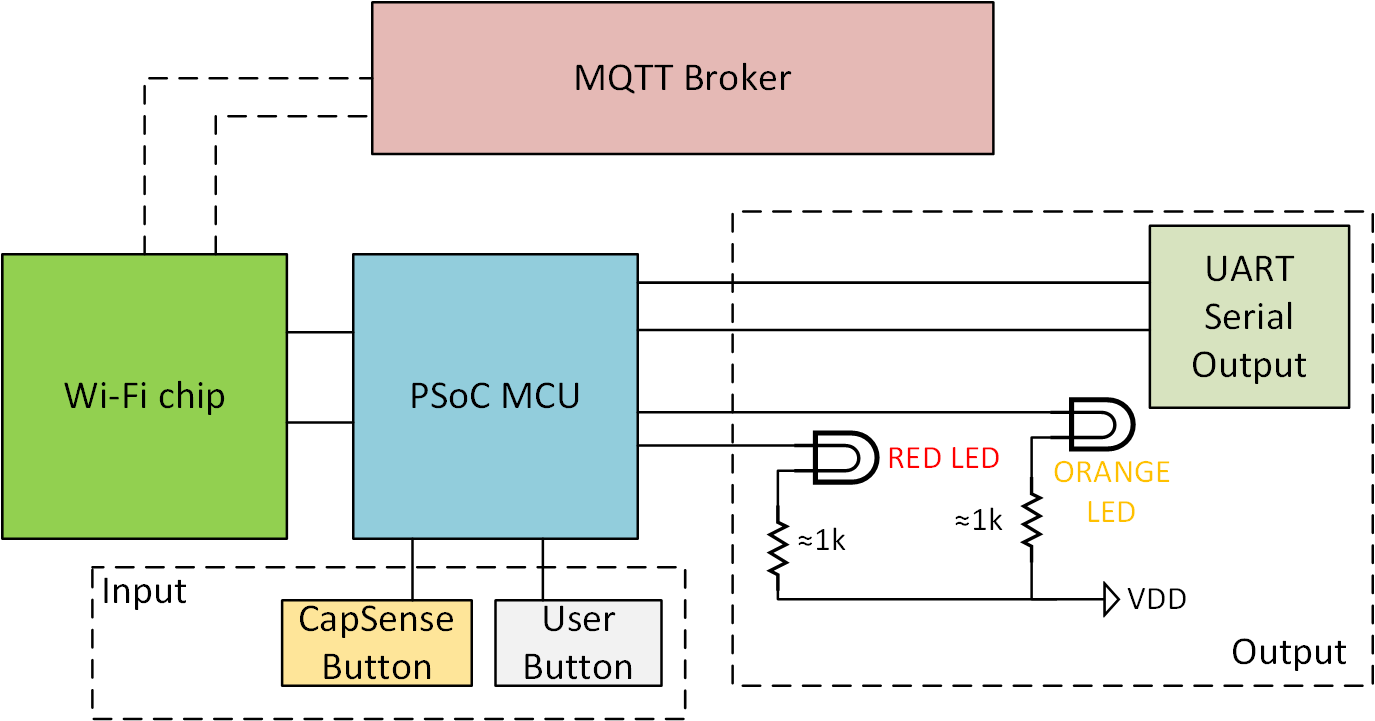 MQTT Broker
UART
Serial
Output
Wi-Fi chip
PSoC MCU
RED LED
ORANGE
LED
≈1k
≈1k
Input
CapSense
Button
User
Button
VDD
Output